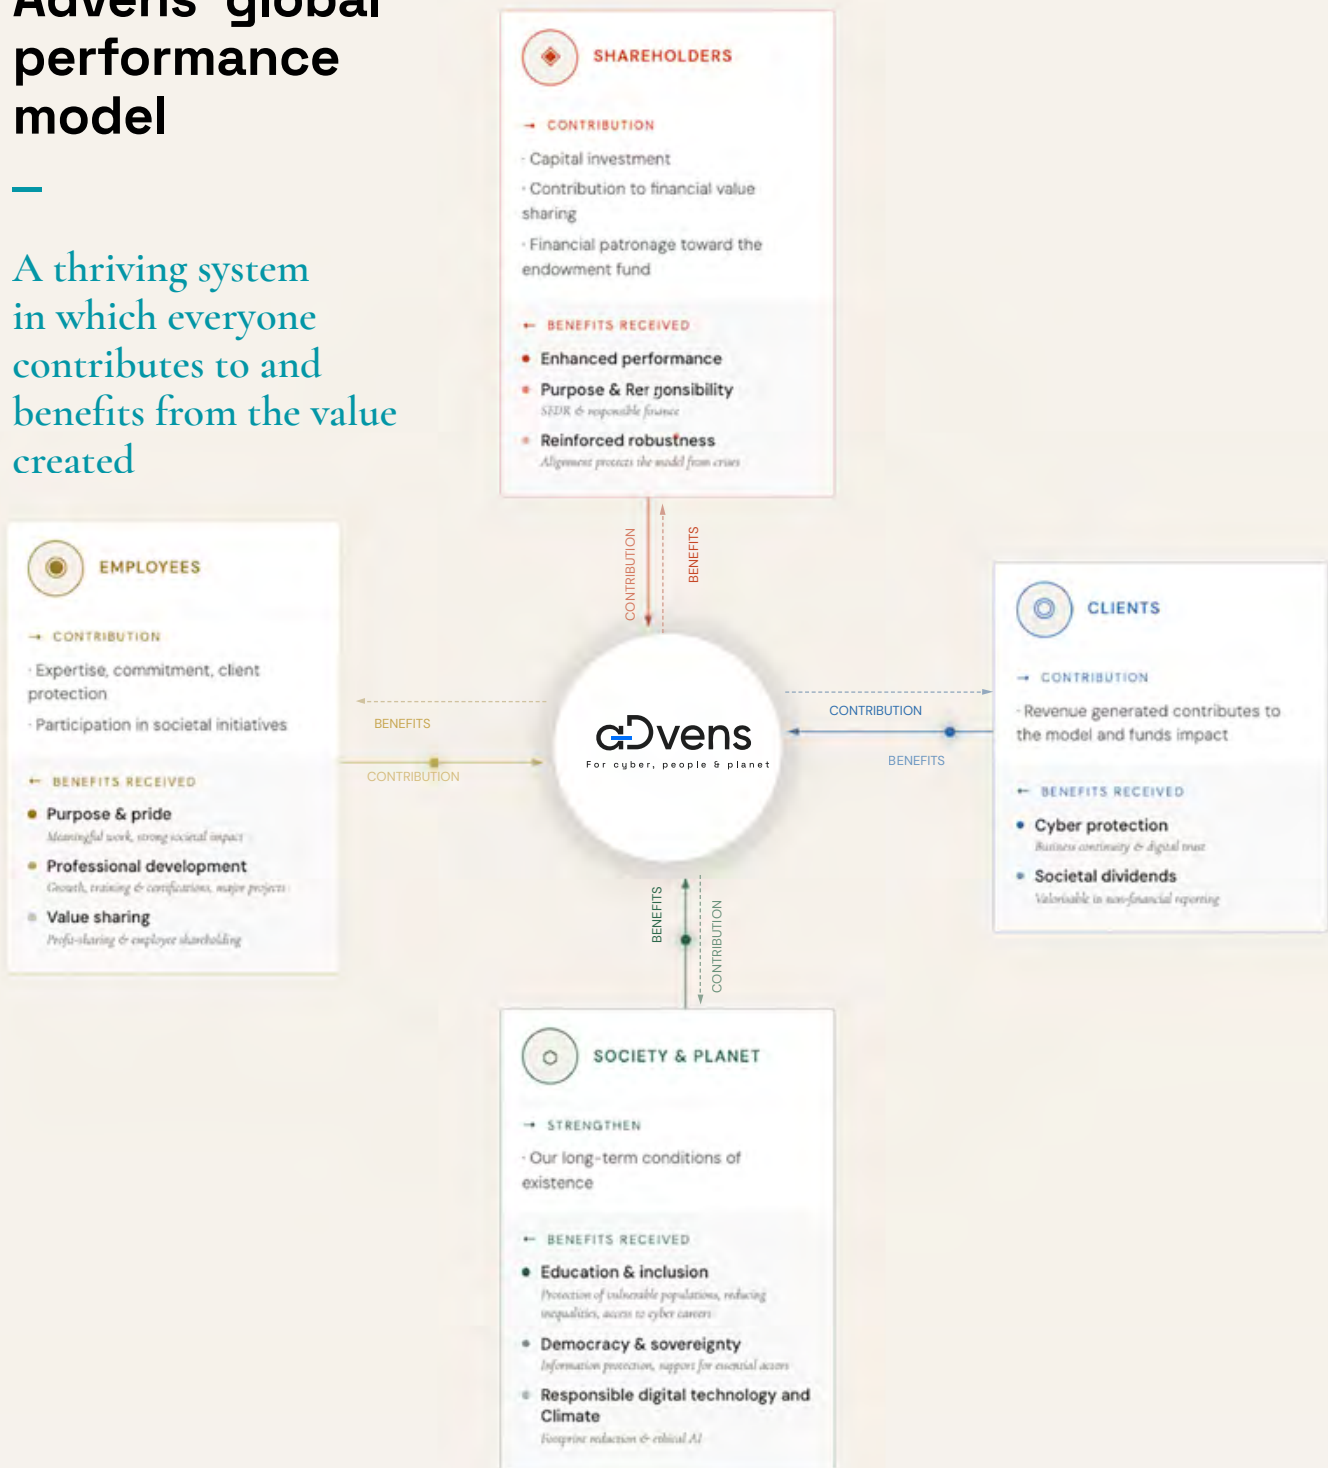 Advens' global
performance
model
A thriving system
in which everyone
contributes to and
benefits from the value
created
SHAREHOLDERS
→ CONTRIBUTION
· Capital investment
· Contribution to financial value
sharing
· Financial patronage toward the
endowment fund
← BENEFITS RECEIVED
Enhanced performance
Purpose & Responsibility
SFDR & responsible finance
Reinforced robustness
Alignment protects the model from crises
CONTRIBUTION
BENEFITS
EMPLOYEES
→ CONTRIBUTION
· Expertise, commitment, client
protection
· Participation in societal initiatives
← BENEFITS RECEIVED
Purpose & pride
Meaningful work, strong societal impact
Professional development
Growth, training & certifications, major projects
Value sharing
Profit-sharing & employee shareholding
BENEFITS
CONTRIBUTION
aDvens
For cyber, people & planet
CONTRIBUTION
BENEFITS
CLIENTS
→ CONTRIBUTION
· Revenue generated contributes to
the model and funds impact
← BENEFITS RECEIVED
Cyber protection
Business continuity & digital trust
Societal dividends
Valorisable in non-financial reporting
BENEFITS
CONTRIBUTION
SOCIETY & PLANET
→ STRENGTHEN
· Our long-term conditions of
existence
← BENEFITS RECEIVED
Education & inclusion
Protection of vulnerable populations, reducing
inequalities, access to cyber careers
Democracy & sovereignty
Information protection, support for essential actors
Responsible digital technology and
Climate
Footprint reduction & ethical AI